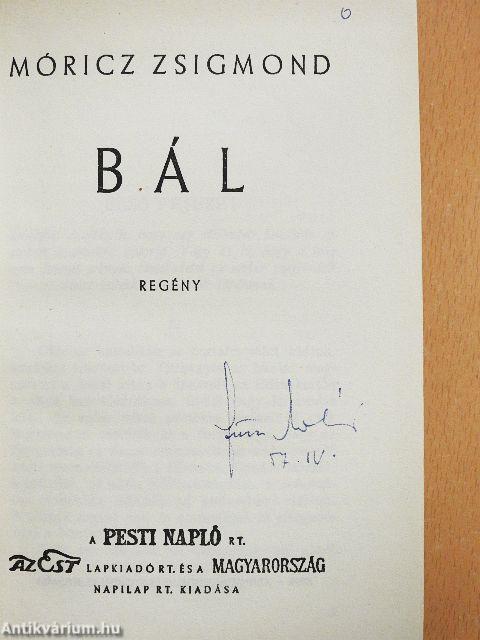 MÓRICZ ZSIGMOND
BÁL
REGÉNY
57. IV.
A PESTI NAPLÓ RT.
AZ EST LAPKIADÓ RT. ÉS A MAGYARORSZÁG
NAPILAP RT. KIADÁSA
Antikvárium.hu